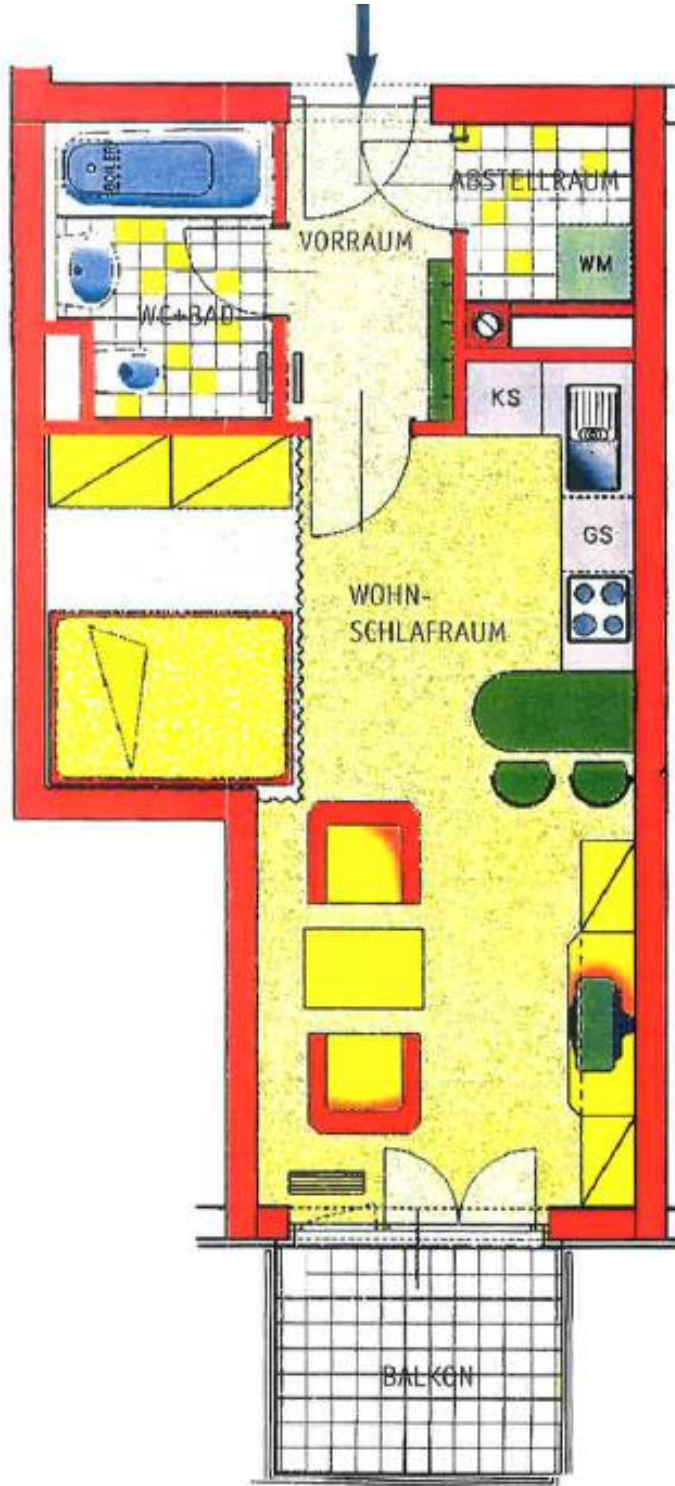 BOILER
ABSTELLRAUM
VORRAUM
WM
WC+BAD
KS
GS
WOHN-
SCHLAFRAUM
BALKON